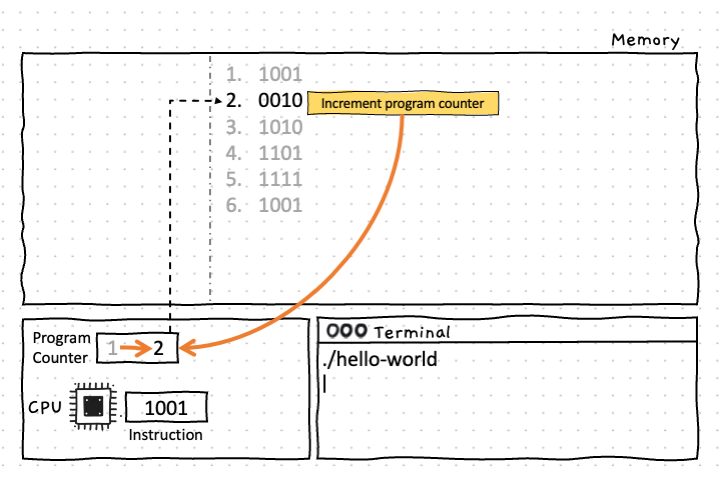 Memory
1. 1001
2. 0010 Increment program counter
3. 1010
4. 1101
5. 1111
6. 1001
Program
Counter
1 2
CPU
1001
Instruction
OOO Terminal
./hello-world
|